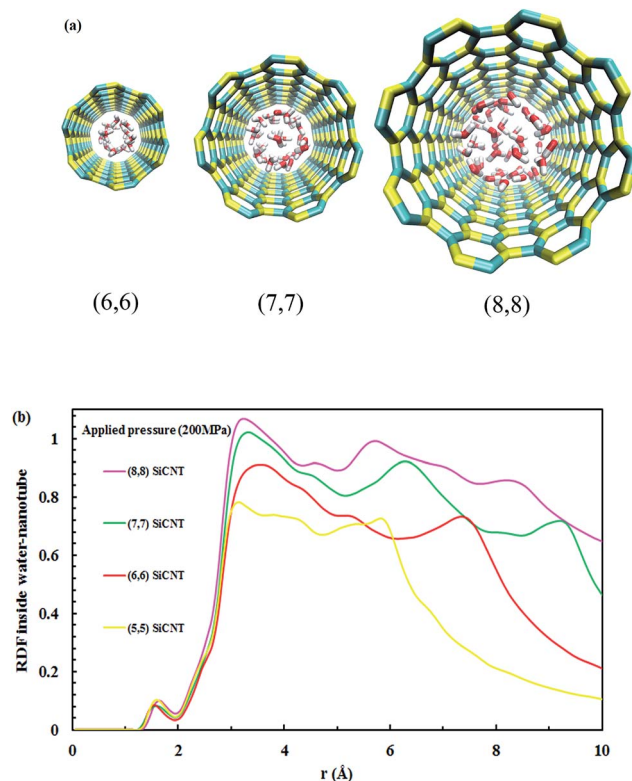 (a)
(6,6) (7,7) (8,8)
(b)
Applied pressure (200MPa)
(8,8) SiCNT
(7,7) SiCNT
(6,6) SiCNT
(5,5) SiCNT
RDF inside water-nanotube
1
0.8
0.6
0.4
0.2
0
0 2 4 6 8 10
r (Å)